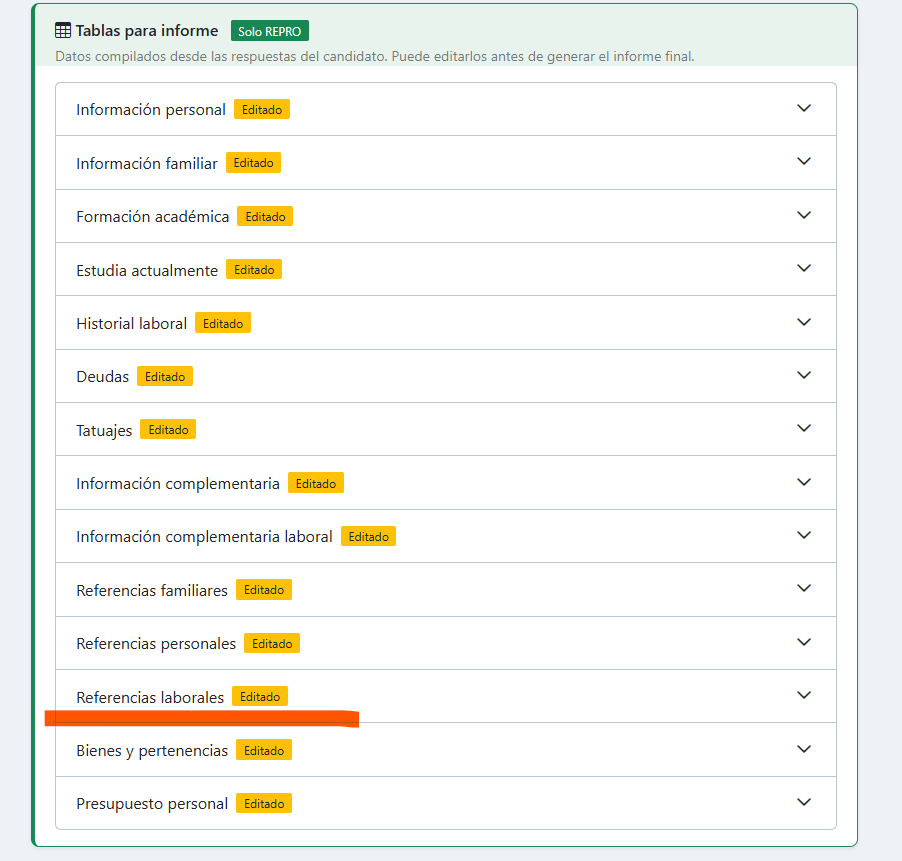 Tablas para informe Solo REPRO
Datos compilados desde las respuestas del candidato. Puede editarlos antes de generar el informe final.
Información personal Editado
Información familiar Editado
Formación académica Editado
Estudia actualmente Editado
Historial laboral Editado
Deudas Editado
Tatuajes Editado
Información complementaria Editado
Información complementaria laboral Editado
Referencias familiares Editado
Referencias personales Editado
Referencias laborales Editado
Bienes y pertenencias Editado
Presupuesto personal Editado